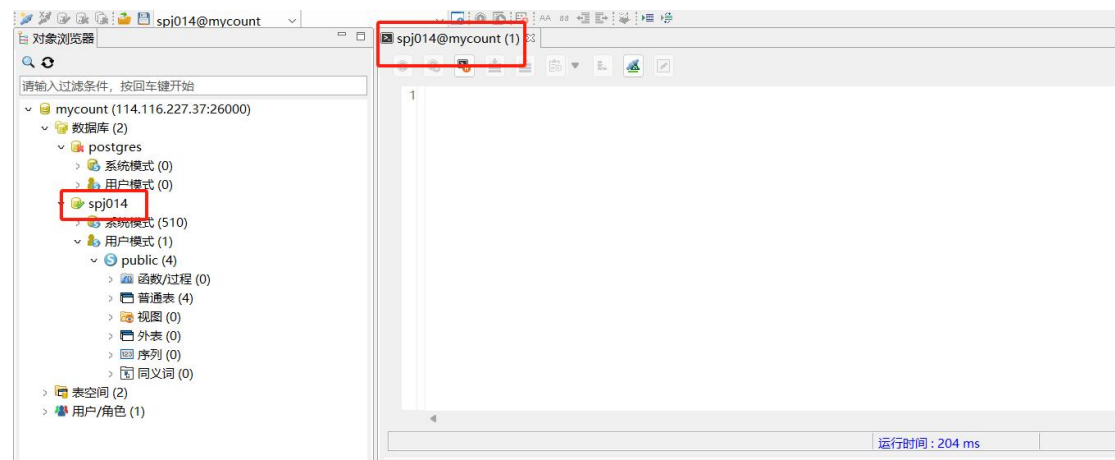 spj014@mycount
对象浏览器
spj014@mycount (1)
请输入过滤条件，按回车键开始
mycount (114.116.227.37:26000)
数据库 (2)
postgres
系统模式 (0)
用户模式 (0)
spj014
系统模式 (510)
用户模式 (1)
public (4)
函数/过程 (0)
普通表 (4)
视图 (0)
外表 (0)
序列 (0)
同义词 (0)
表空间 (2)
用户/角色 (1)
1
运行时间 : 204 ms